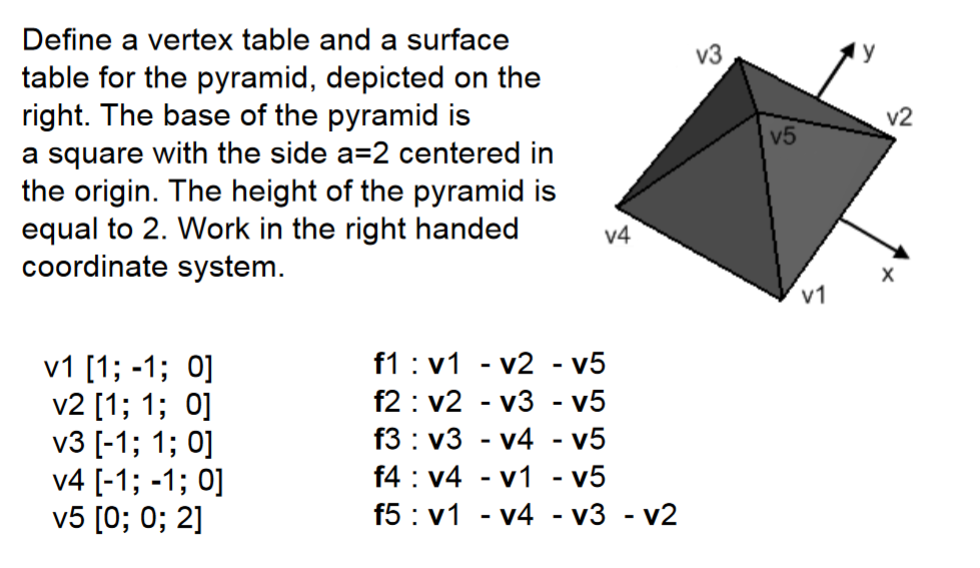 Define a vertex table and a surface
table for the pyramid, depicted on the
right. The base of the pyramid is
a square with the side a=2 centered in
the origin. The height of the pyramid is
equal to 2. Work in the right handed
coordinate system.
v3
y
v2
v5
v4
x
v1
v1 [1; -1; 0]
v2 [1; 1; 0]
v3 [-1; 1; 0]
v4 [-1; -1; 0]
v5 [0; 0; 2]
f1 : v1 - v2 - v5
f2 : v2 - v3 - v5
f3 : v3 - v4 - v5
f4 : v4 - v1 - v5
f5 : v1 - v4 - v3 - v2